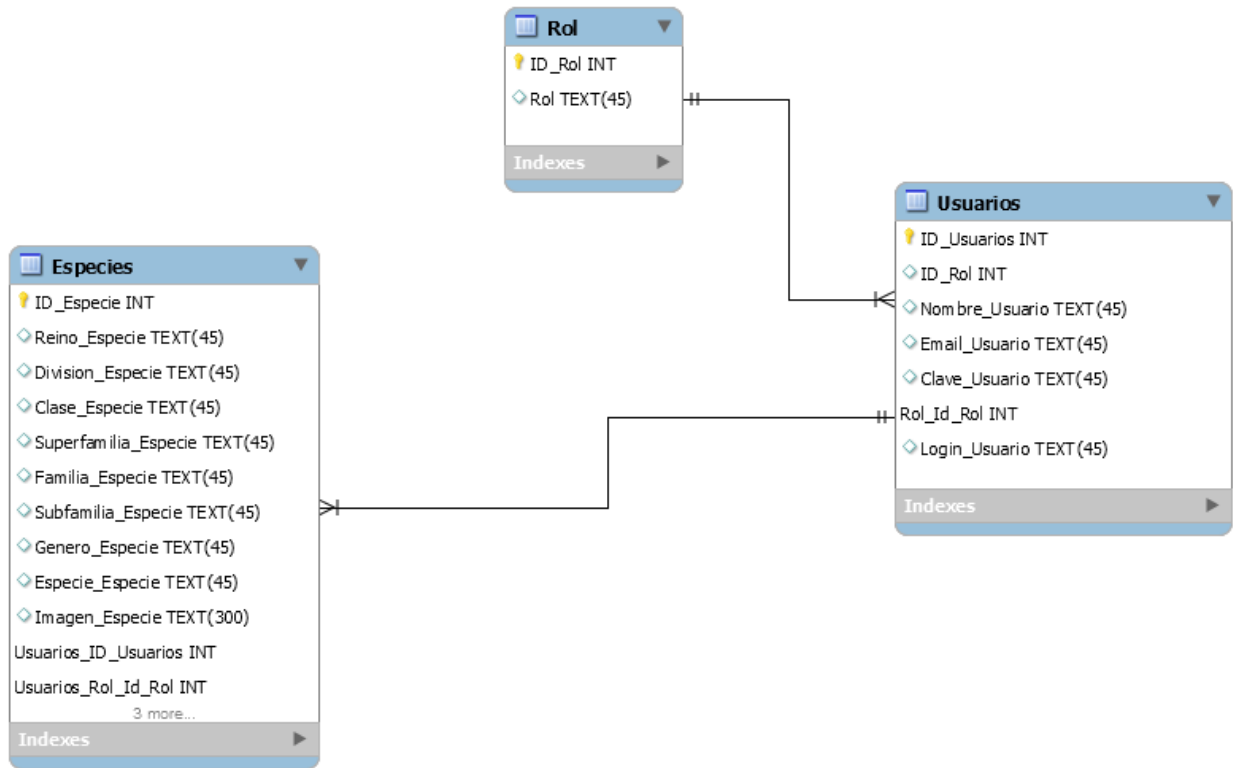 Rol
ID_Rol INT
Rol TEXT(45)
Indexes
Usuarios
ID_Usuarios INT
ID_Rol INT
Nombre_Usuario TEXT(45)
Email_Usuario TEXT(45)
Clave_Usuario TEXT(45)
Rol_Id_Rol INT
Login_Usuario TEXT(45)
Indexes
Especies
ID_Especie INT
Reino_Especie TEXT(45)
Division_Especie TEXT(45)
Clase_Especie TEXT(45)
Superfamilia_Especie TEXT(45)
Familia_Especie TEXT(45)
Subfamilia_Especie TEXT(45)
Genero_Especie TEXT(45)
Especie_Especie TEXT(45)
Imagen_Especie TEXT(300)
Usuarios_ID_Usuarios INT
Usuarios_Rol_Id_Rol INT
3 more...
Indexes